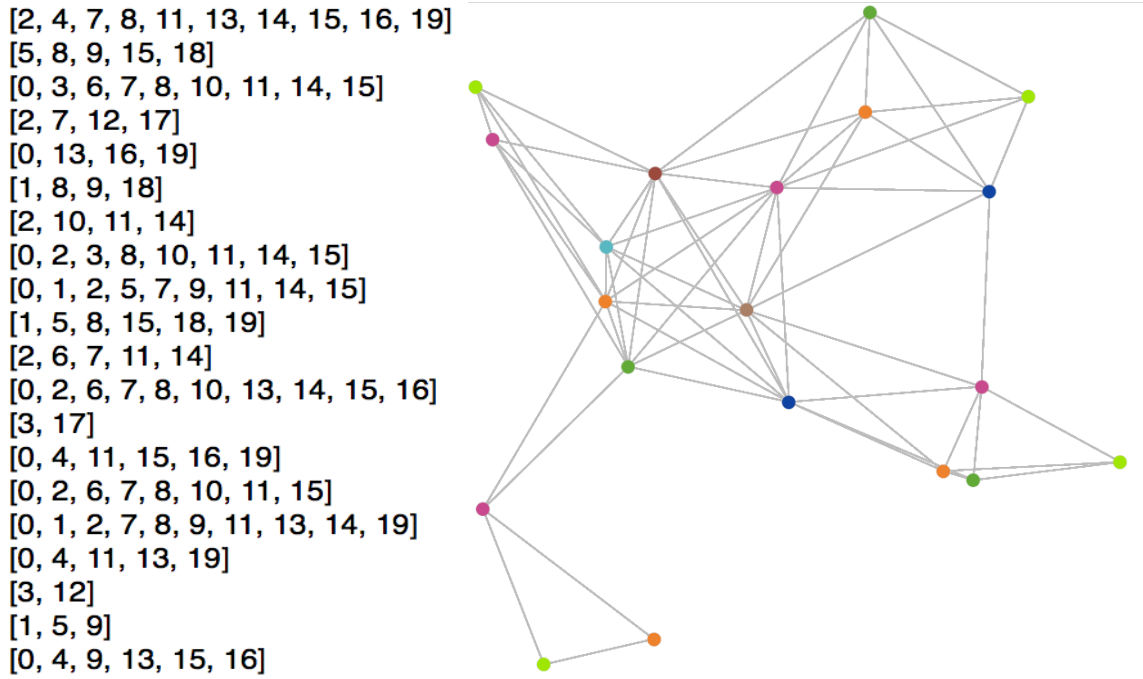 [2, 4, 7, 8, 11, 13, 14, 15, 16, 19]
[5, 8, 9, 15, 18]
[0, 3, 6, 7, 8, 10, 11, 14, 15]
[2, 7, 12, 17]
[0, 13, 16, 19]
[1, 8, 9, 18]
[2, 10, 11, 14]
[0, 2, 3, 8, 10, 11, 14, 15]
[0, 1, 2, 5, 7, 9, 11, 14, 15]
[1, 5, 8, 15, 18, 19]
[2, 6, 7, 11, 14]
[0, 2, 6, 7, 8, 10, 13, 14, 15, 16]
[3, 17]
[0, 4, 11, 15, 16, 19]
[0, 2, 6, 7, 8, 10, 11, 15]
[0, 1, 2, 7, 8, 9, 11, 13, 14, 19]
[0, 4, 11, 13, 19]
[3, 12]
[1, 5, 9]
[0, 4, 9, 13, 15, 16]